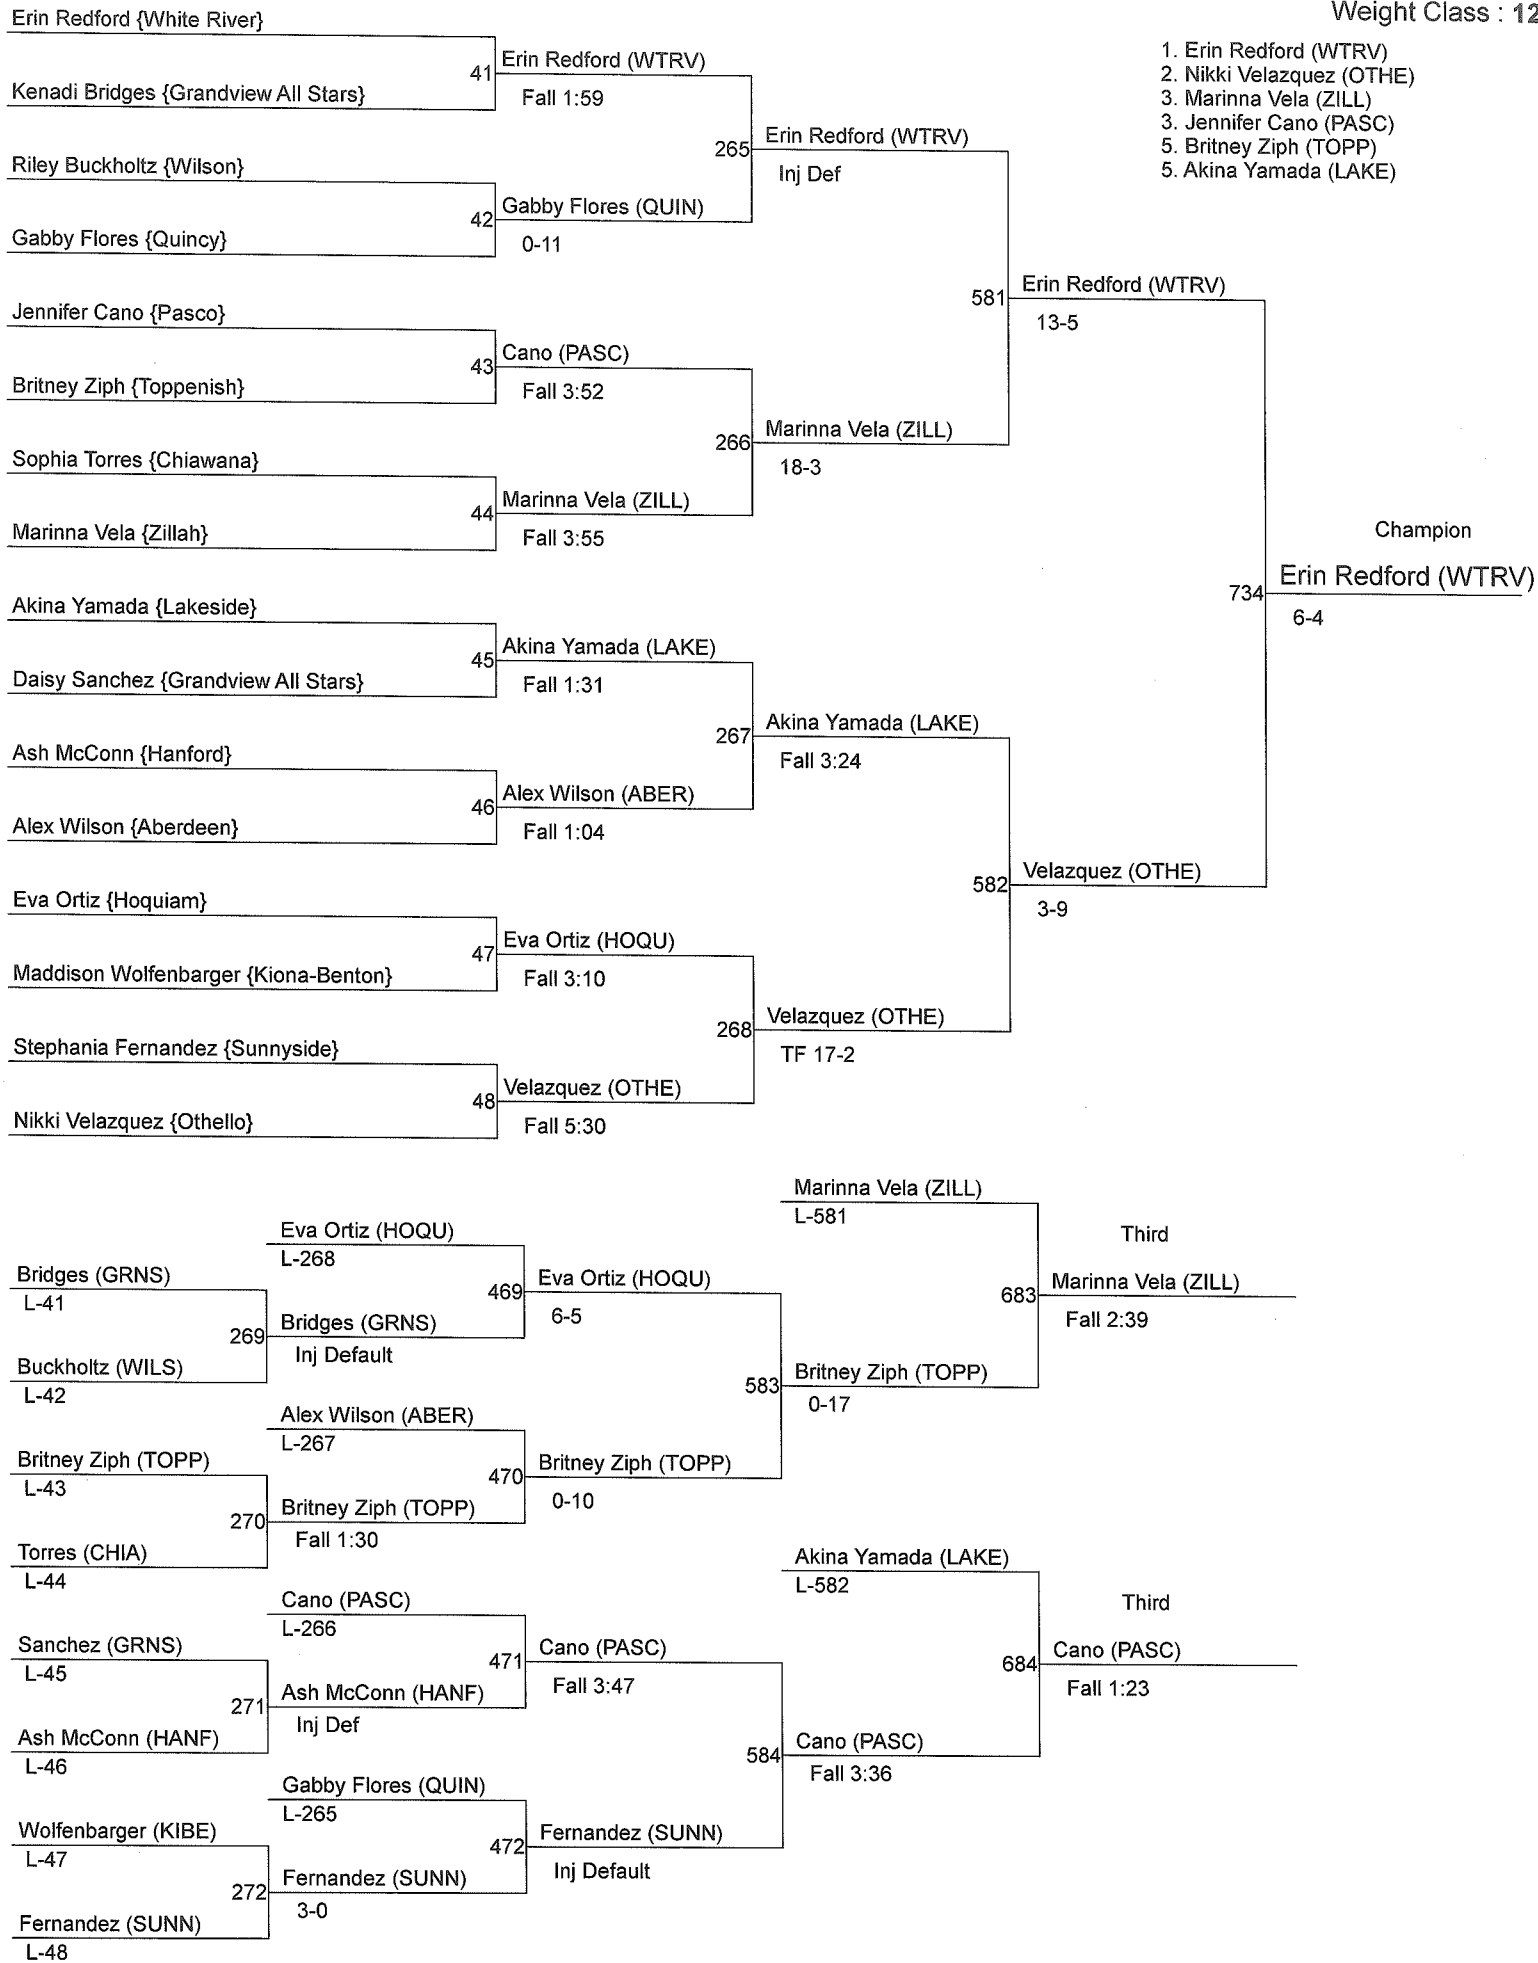 Weight Class : 12
1. Erin Redford (WTRV)
2. Nikki Velazquez (OTHE)
3. Marinna Vela (ZILL)
3. Jennifer Cano (PASC)
5. Britney Ziph (TOPP)
5. Akina Yamada (LAKE)
Erin Redford {White River}
41
Kenadi Bridges {Grandview All Stars}
Erin Redford (WTRV)
Fall 1:59
Riley Buckholtz {Wilson}
42
Gabby Flores {Quincy}
Gabby Flores (QUIN)
0-11
265
Erin Redford (WTRV)
Inj Def
Jennifer Cano {Pasco}
43
Britney Ziph {Toppenish}
Cano (PASC)
Fall 3:52
Sophia Torres {Chiawana}
44
Marinna Vela {Zillah}
Marinna Vela (ZILL)
Fall 3:55
266
Marinna Vela (ZILL)
18-3
581
Erin Redford (WTRV)
13-5
Akina Yamada {Lakeside}
45
Daisy Sanchez {Grandview All Stars}
Akina Yamada (LAKE)
Fall 1:31
Ash McConn {Hanford}
46
Alex Wilson {Aberdeen}
Alex Wilson (ABER)
Fall 1:04
267
Akina Yamada (LAKE)
Fall 3:24
Eva Ortiz {Hoquiam}
47
Maddison Wolfenbarger {Kiona-Benton}
Eva Ortiz (HOQU)
Fall 3:10
Stephania Fernandez {Sunnyside}
48
Nikki Velazquez {Othello}
Velazquez (OTHE)
Fall 5:30
268
Velazquez (OTHE)
TF 17-2
582
Velazquez (OTHE)
3-9
734
Champion
Erin Redford (WTRV)
6-4
Bridges (GRNS)
L-41
269
Buckholtz (WILS)
L-42
Eva Ortiz (HOQU)
L-268
469
Bridges (GRNS)
Inj Default
Eva Ortiz (HOQU)
6-5
Britney Ziph (TOPP)
L-43
270
Torres (CHIA)
L-44
Alex Wilson (ABER)
L-267
470
Britney Ziph (TOPP)
Fall 1:30
Britney Ziph (TOPP)
0-10
Marinna Vela (ZILL)
L-581
583
Britney Ziph (TOPP)
0-17
683
Third
Marinna Vela (ZILL)
Fall 2:39
Sanchez (GRNS)
L-45
271
Ash McConn (HANF)
L-46
Cano (PASC)
L-266
471
Ash McConn (HANF)
Inj Def
Cano (PASC)
Fall 3:47
Wolfenbarger (KIBE)
L-47
272
Fernandez (SUNN)
L-48
Gabby Flores (QUIN)
L-265
472
Fernandez (SUNN)
3-0
Fernandez (SUNN)
Inj Default
Akina Yamada (LAKE)
L-582
584
Cano (PASC)
Fall 3:36
684
Third
Cano (PASC)
Fall 1:23